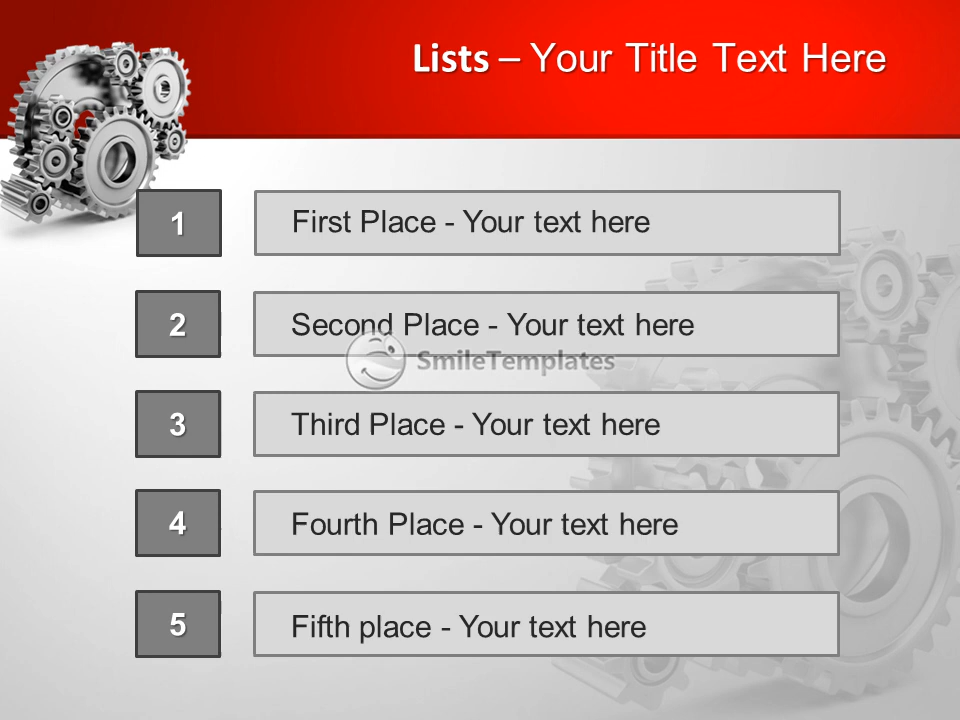 Lists – Your Title Text Here
1 First Place - Your text here
2 Second Place - Your text here
SmileTemplates
3 Third Place - Your text here
4 Fourth Place - Your text here
5 Fifth place - Your text here